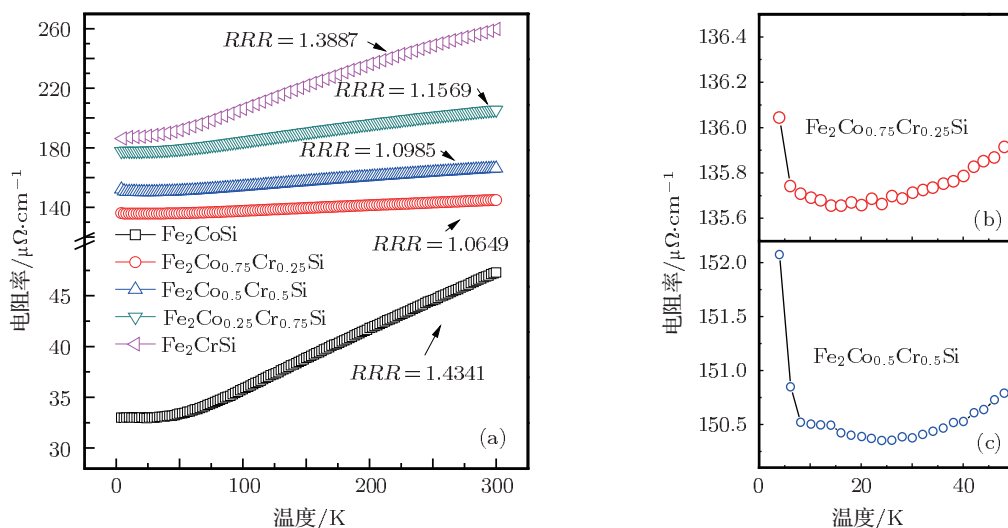 260
220
180
140
45
40
35
30
电阻率/μΩ·cm⁻¹
RRR=1.3887
RRR=1.1569
RRR=1.0985
RRR=1.0649
RRR=1.4341
Fe₂CoSi
Fe₂Co₀.₇₅Cr₀.₂₅Si
Fe₂Co₀.₅Cr₀.₅Si
Fe₂Co₀.₂₅Cr₀.₇₅Si
Fe₂CrSi
(a)
0 100 200 300
温度/K
136.4
136.2
136.0
135.8
135.6
Fe₂Co₀.₇₅Cr₀.₂₅Si
(b)
电阻率/μΩ·cm⁻¹
152.0
151.5
151.0
150.5
Fe₂Co₀.₅Cr₀.₅Si
(c)
0 20 40
温度/K